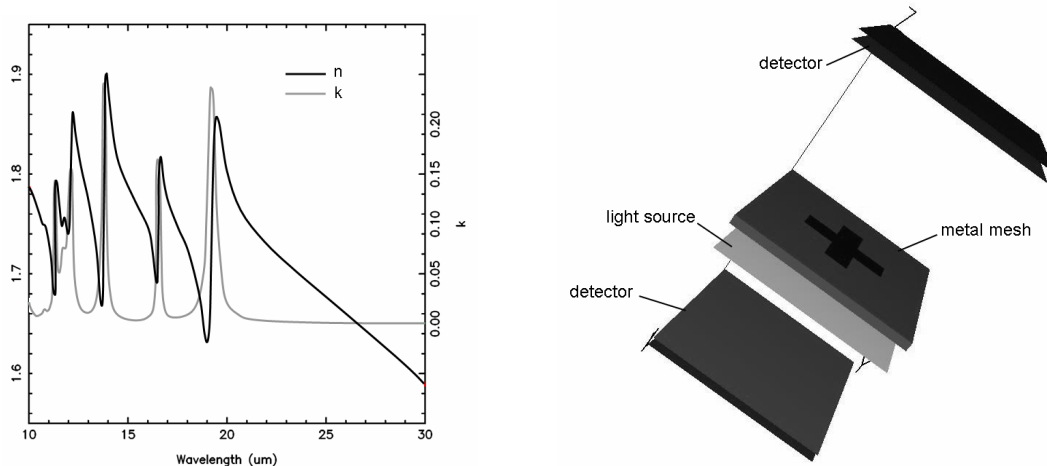 1.9
1.8
1.7
1.6
n
k
0.20
0.15
0.10
0.05
0.00
k
10
15
20
25
30
Wavelength (um)
detector
light source
metal mesh
detector